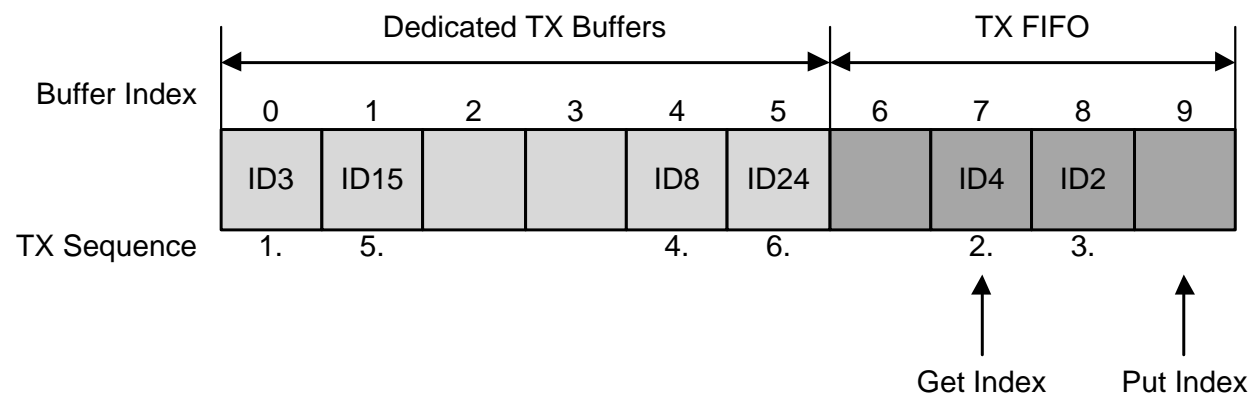 Dedicated TX Buffers TX FIFO
Buffer Index 0 1 2 3 4 5 6 7 8 9
ID3 ID15 ID8 ID24 ID4 ID2
TX Sequence 1. 5. 4. 6. 2. 3.
Get Index Put Index